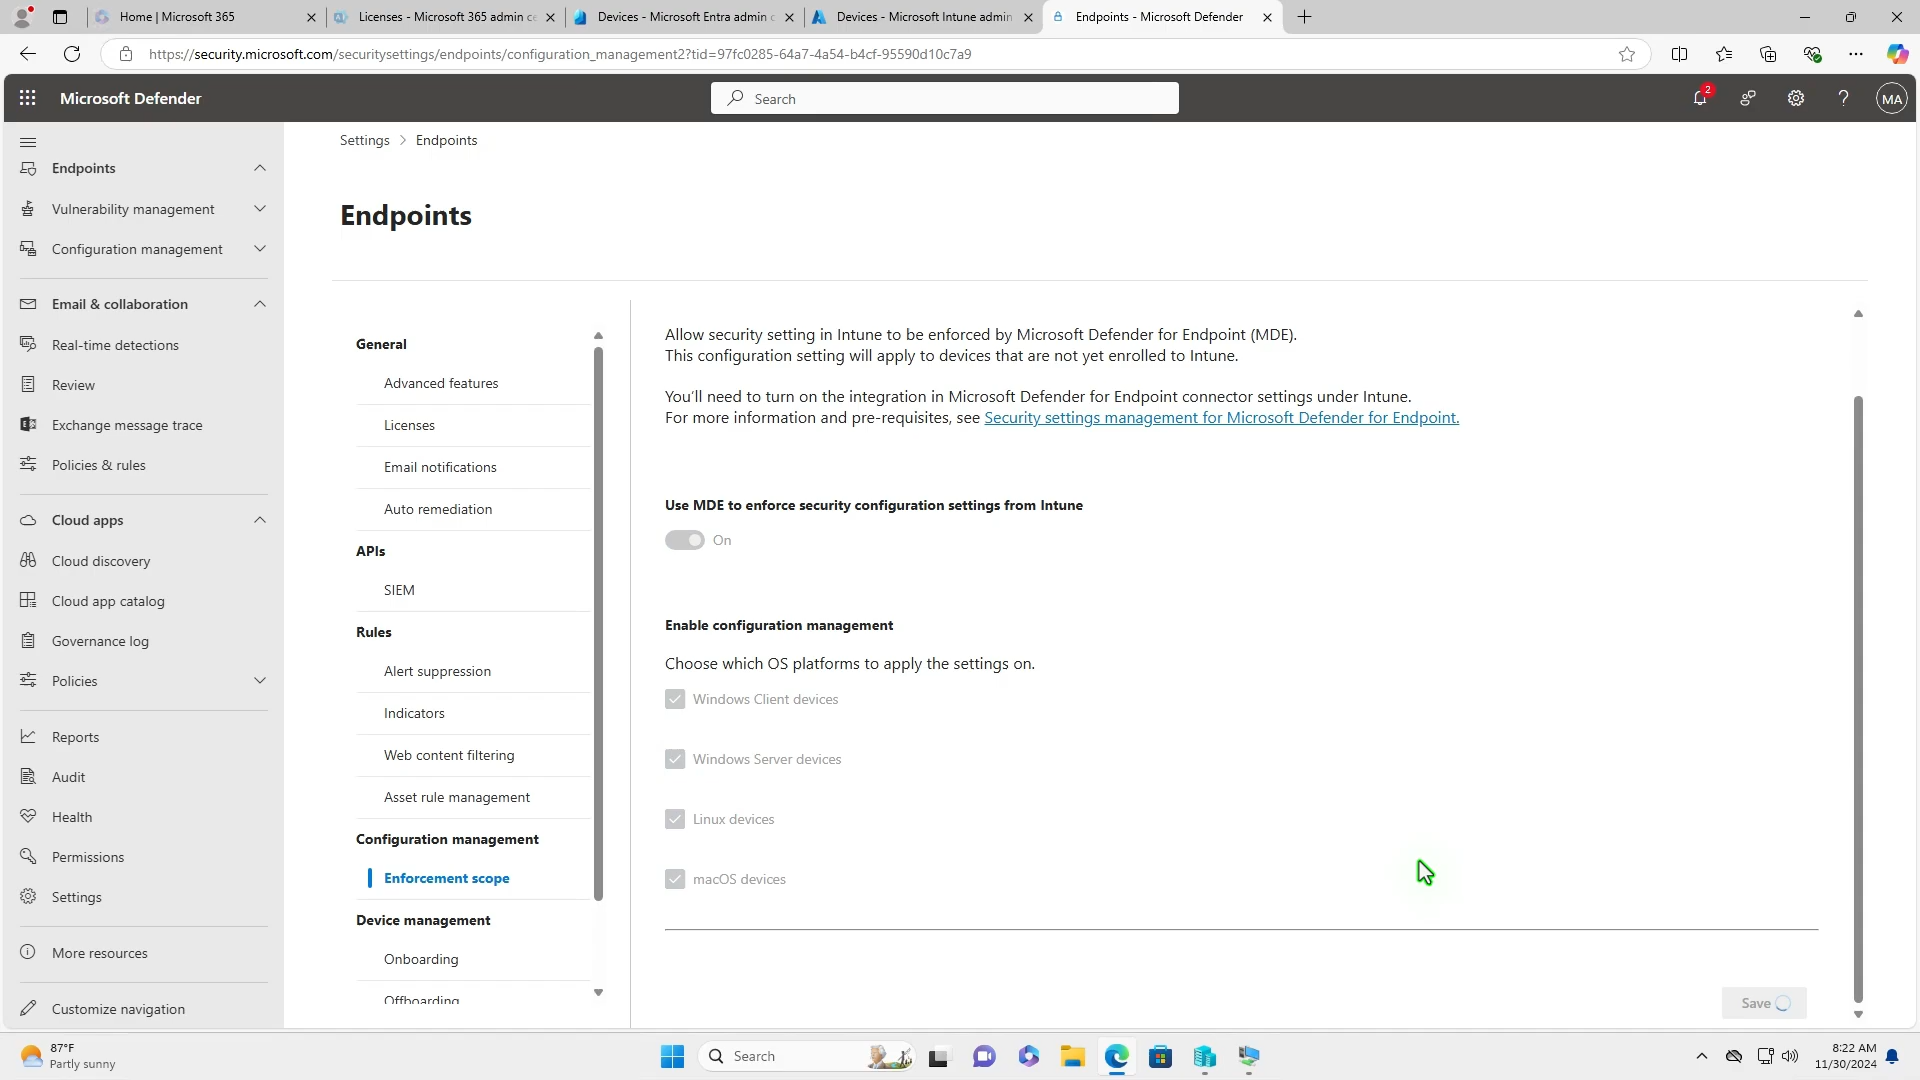 Home | Microsoft 365
Licenses - Microsoft 365 admin ce
Devices - Microsoft Entra admin c
Devices - Microsoft Intune admin
Endpoints - Microsoft Defender
https://security.microsoft.com/securitysettings/endpoints/configuration_management2?tid=97fc0285-64a7-4a54-b4cf-95590d10c7a9
Microsoft Defender
Search
2
MA
Endpoints
Vulnerability management
Configuration management
Email & collaboration
Real-time detections
Review
Exchange message trace
Policies & rules
Cloud apps
Cloud discovery
Cloud app catalog
Governance log
Policies
Reports
Audit
Health
Permissions
Settings
More resources
Customize navigation
Settings > Endpoints
Endpoints
General
Advanced features
Licenses
Email notifications
Auto remediation
APIs
SIEM
Rules
Alert suppression
Indicators
Web content filtering
Asset rule management
Configuration management
Enforcement scope
Device management
Onboarding
Offboarding
Allow security setting in Intune to be enforced by Microsoft Defender for Endpoint (MDE).
This configuration setting will apply to devices that are not yet enrolled to Intune.
You'll need to turn on the integration in Microsoft Defender for Endpoint connector settings under Intune.
For more information and pre-requisites, see Security settings management for Microsoft Defender for Endpoint.
Use MDE to enforce security configuration settings from Intune
On
Enable configuration management
Choose which OS platforms to apply the settings on.
Windows Client devices
Windows Server devices
Linux devices
macOS devices
Save
87°F
Partly sunny
Search
8:22 AM
11/30/2024